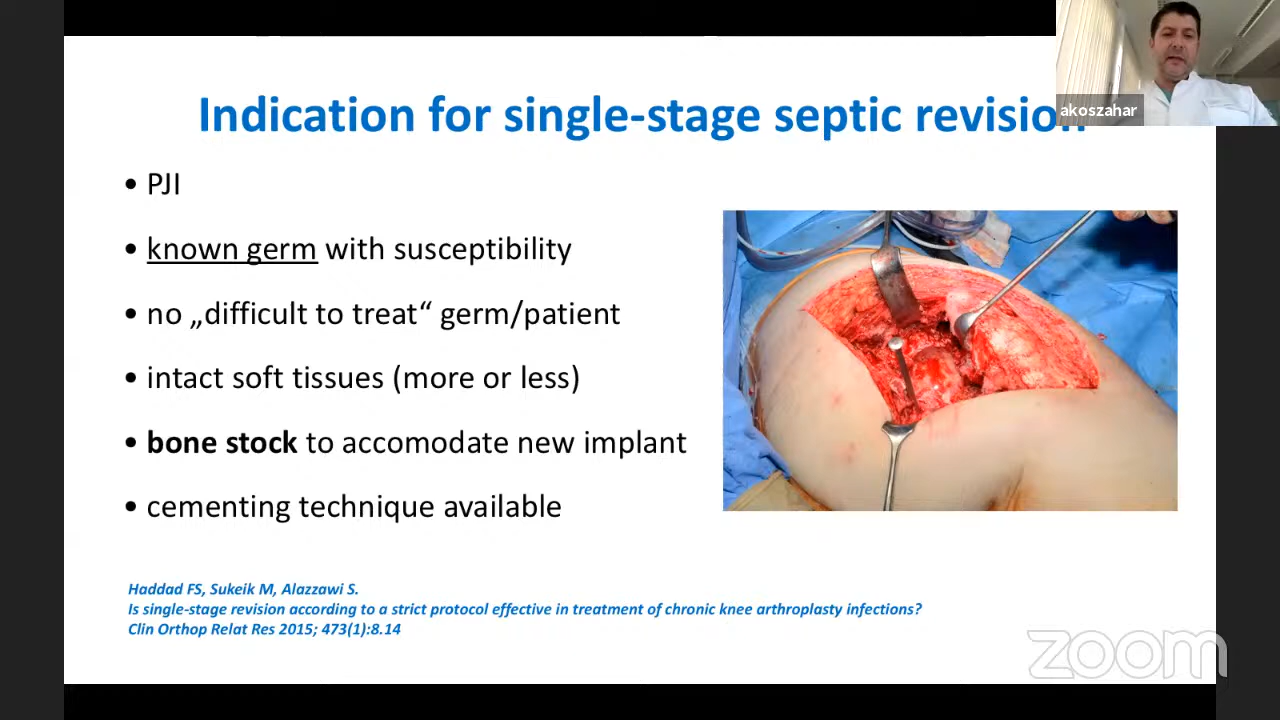 Indication for single-stage septic revision
akoszahar
• PJI
• known germ with susceptibility
• no „difficult to treat“ germ/patient
• intact soft tissues (more or less)
• bone stock to accomodate new implant
• cementing technique available
Haddad FS, Sukeik M, Alazzawi S.
Is single-stage revision according to a strict protocol effective in treatment of chronic knee arthroplasty infections?
Clin Orthop Relat Res 2015; 473(1):8.14
zoom